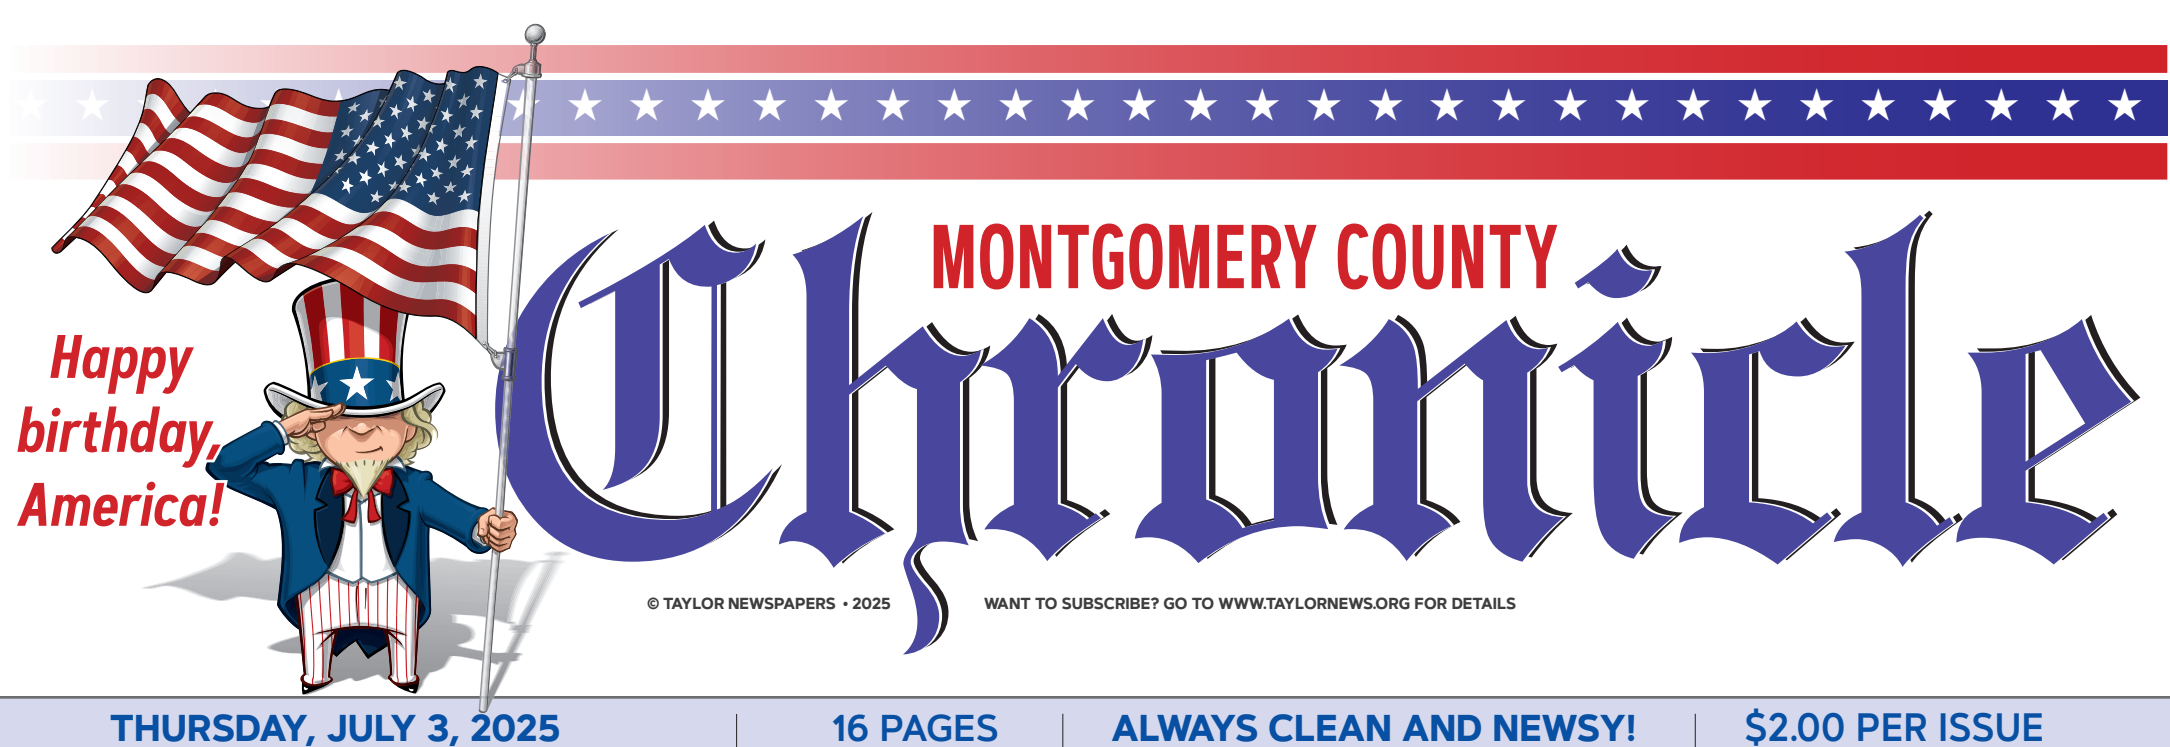 MONTGOMERY COUNTY
Chronicle
Happy
birthday,
America!
© TAYLOR NEWSPAPERS • 2025
WANT TO SUBSCRIBE? GO TO WWW.TAYLORNEWS.ORG FOR DETAILS
THURSDAY, JULY 3, 2025
16 PAGES
ALWAYS CLEAN AND NEWSY!
$2.00 PER ISSUE